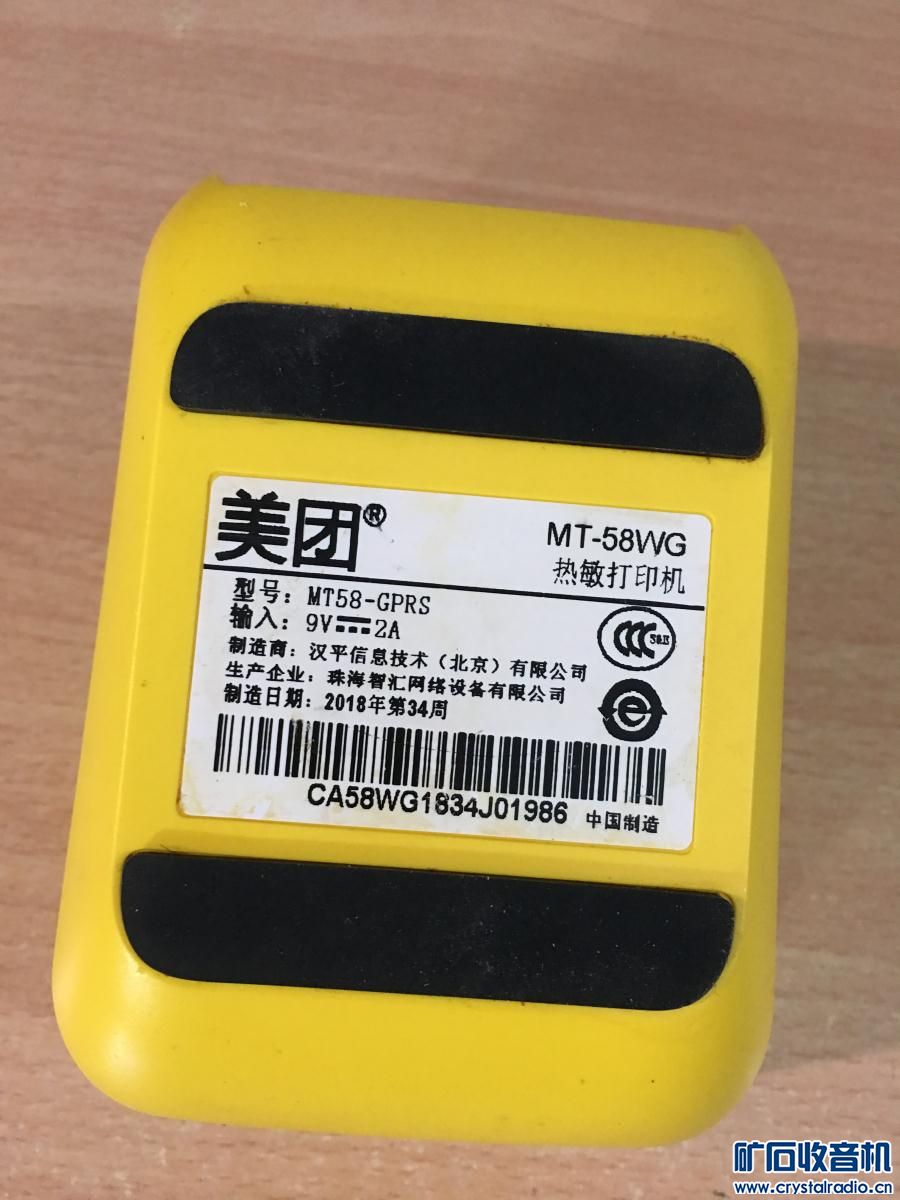 美团®
MT-58WG
热敏打印机
型号: MT58-GPRS
输入: 9V⎓2A
制造商: 汉平信息技术(北京)有限公司
生产企业: 珠海智汇网络设备有限公司
制造日期: 2018年第34周
CCC S&E
e
CA58WG1834J01986
中国制造
矿石收音机
www.crystalradio.cn